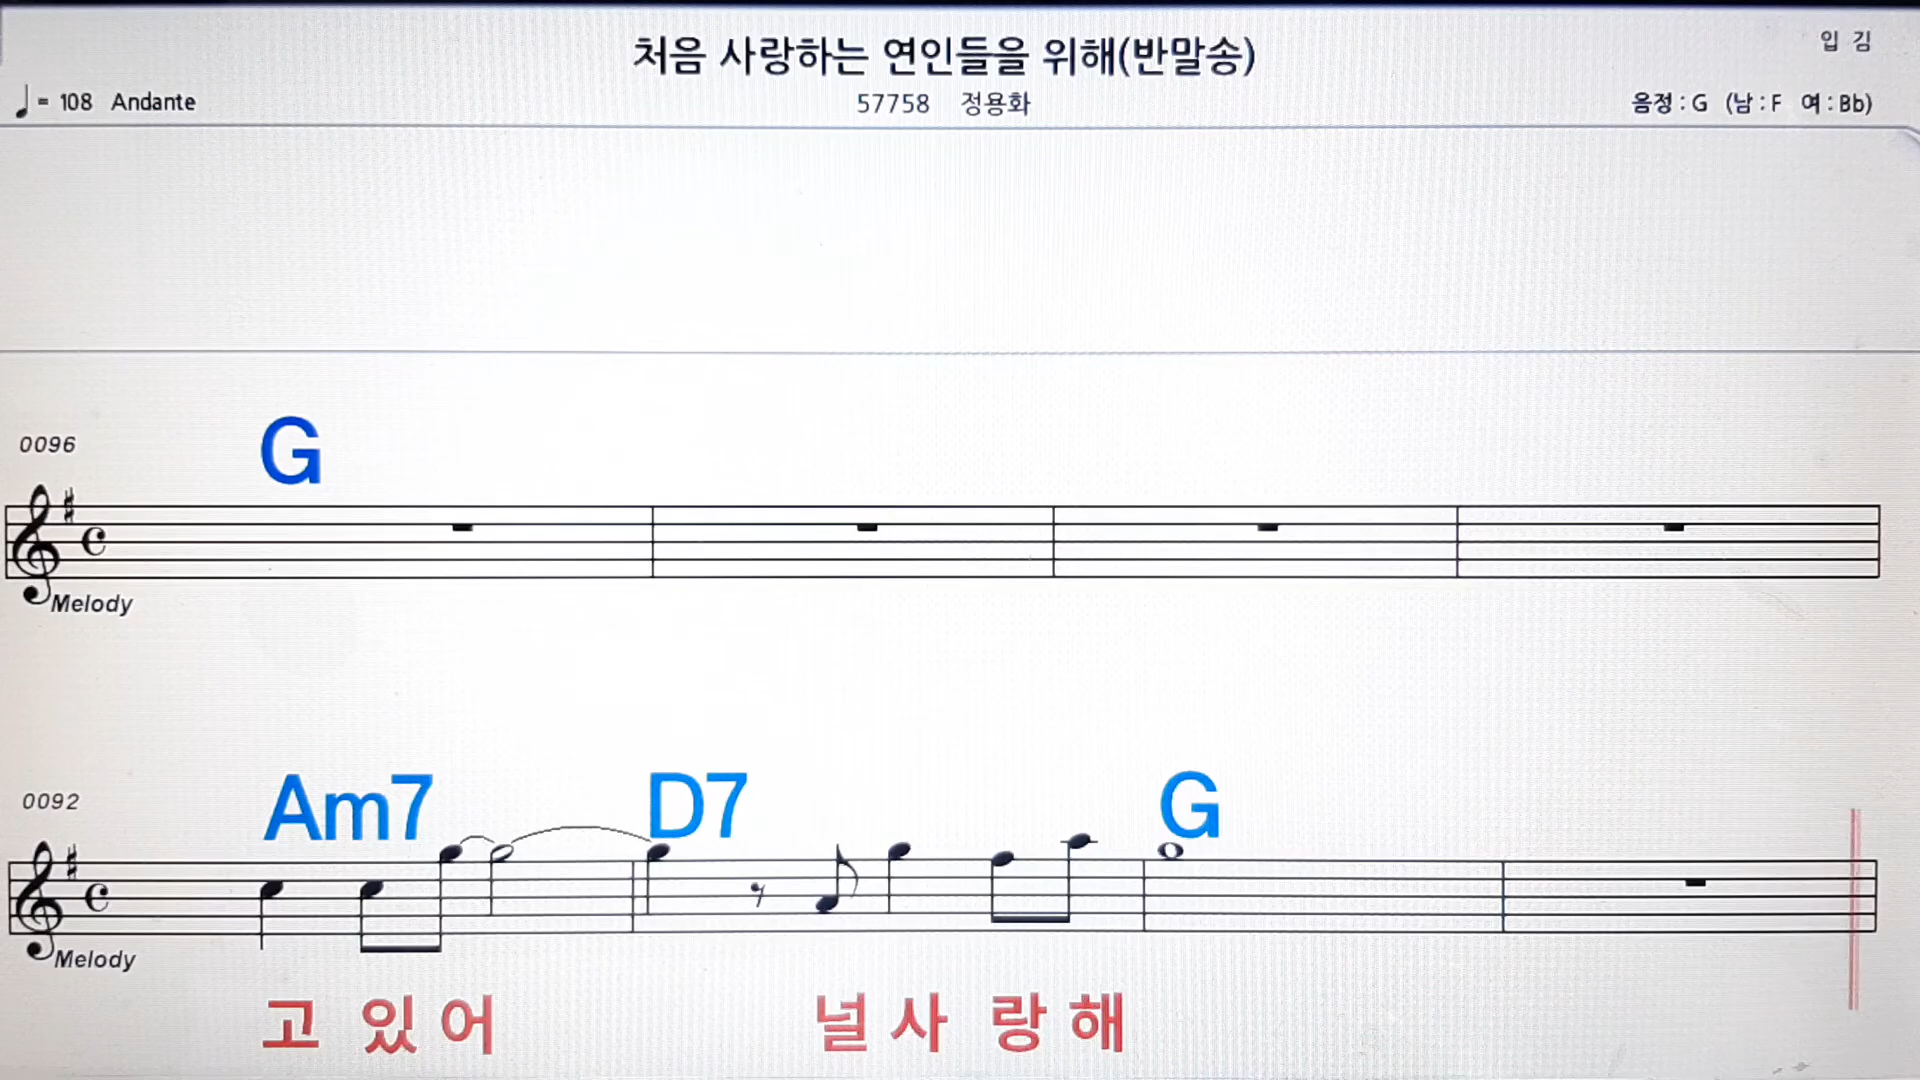 처음 사랑하는 연인들을 위해(반말송)
입 김
♩= 108 Andante
57758 정용화
음정 : G (남 : F 여 : Bb)
0096
G
Melody
0092
Am7 D7 G
Melody
고 있 어 널 사 랑 해